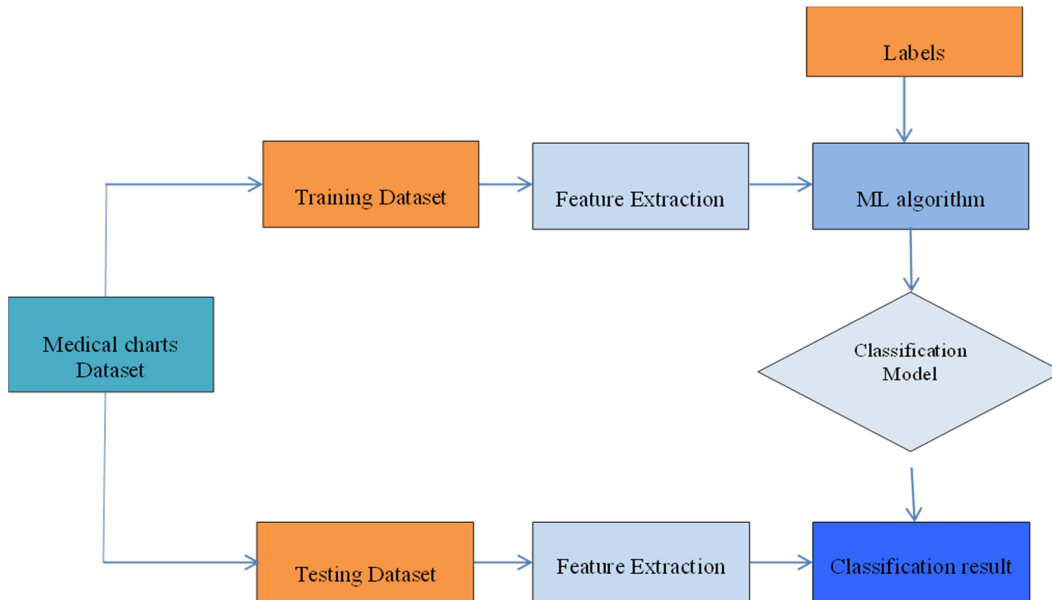 Labels
Training Dataset
Feature Extraction
ML algorithm
Medical charts
Dataset
Classification
Model
Testing Dataset
Feature Extraction
Classification result